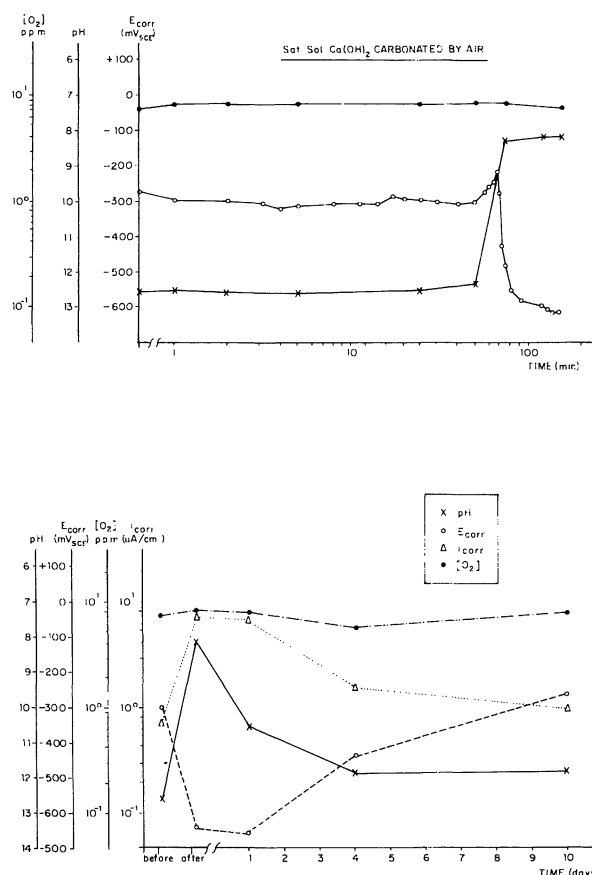 [O₂] Ecorr
ppm pH (mVSCE)
Sat Sol Ca(OH)₂ CARBONATED BY AIR
6 +100
10¹ 7 0
8 -100
9 -200
10⁰ 10 -300
11 -400
12 -500
10⁻¹ 13 -600
1 10 100
TIME (min.)
x pH
o Ecorr
△ icorr
● [O₂]
Ecorr [O₂] icorr
pH (mVSCE) ppm (uA/cm)
6 +100
7 0 10¹ 10¹
8 -100
9 -200
10 -300 10⁰ 10⁰
11 -400
12 -500
13 -600 10⁻¹ 10⁻¹
14 -500
before after 1 2 3 4 5 6 7 8 9 10
TIME (days